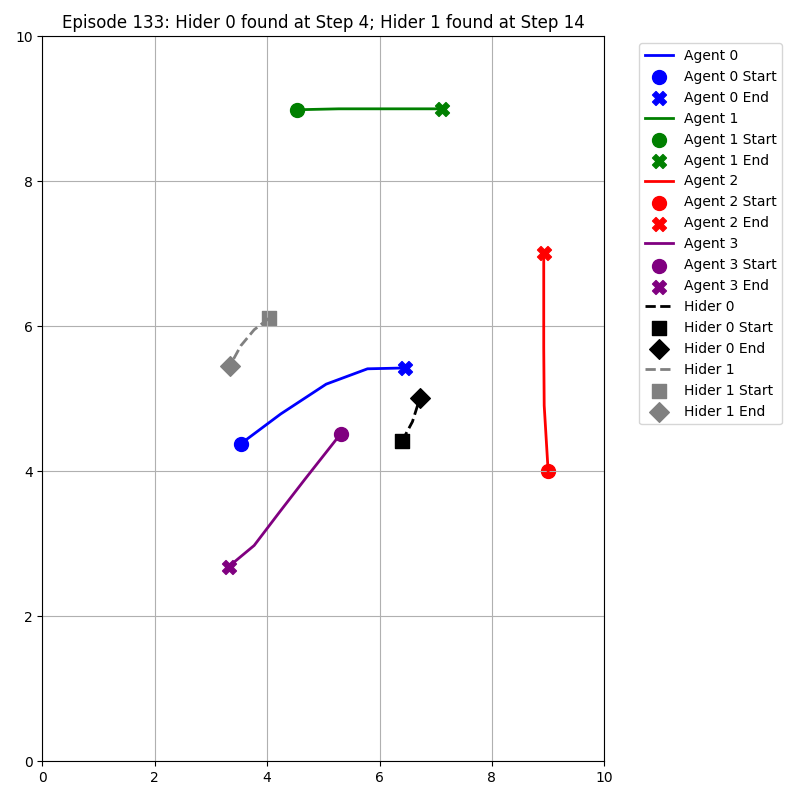 Episode 133: Hider 0 found at Step 4; Hider 1 found at Step 14
10
8
6
4
2
0
0 2 4 6 8 10
Agent 0
Agent 0 Start
Agent 0 End
Agent 1
Agent 1 Start
Agent 1 End
Agent 2
Agent 2 Start
Agent 2 End
Agent 3
Agent 3 Start
Agent 3 End
Hider 0
Hider 0 Start
Hider 0 End
Hider 1
Hider 1 Start
Hider 1 End